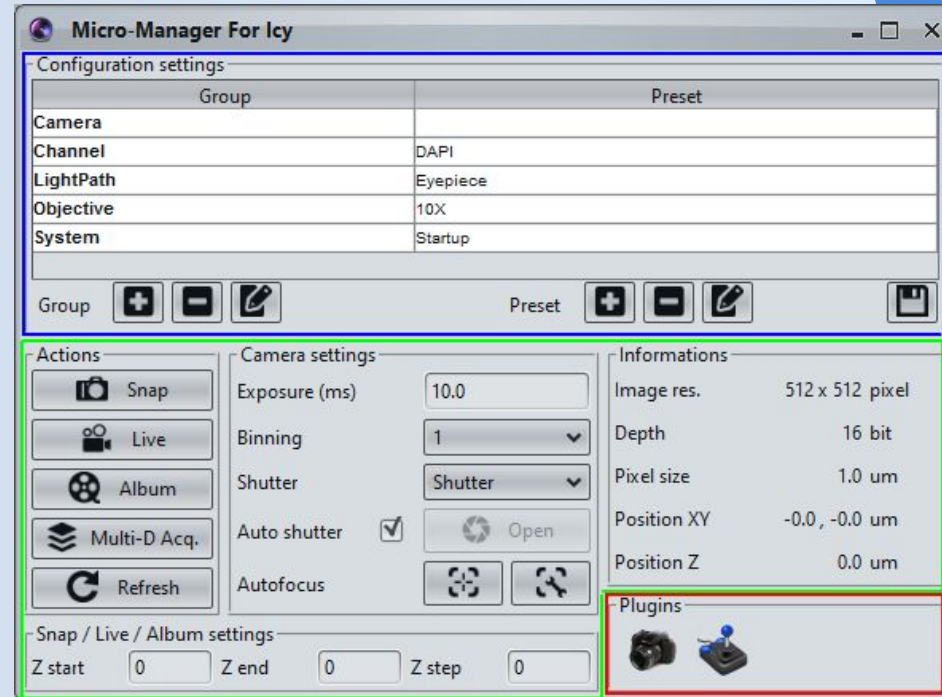 Micro-Manager For Icy
Configuration settings
Group Preset
Camera
Channel DAPI
LightPath Eyepiece
Objective 10X
System Startup
Group Preset
Actions
Snap
Live
Album
Multi-D Acq.
Refresh
Camera settings
Exposure (ms) 10.0
Binning 1
Shutter Shutter
Auto shutter Open
Autofocus
Informations
Image res. 512 x 512 pixel
Depth 16 bit
Pixel size 1.0 um
Position XY -0.0 , -0.0 um
Position Z 0.0 um
Snap / Live / Album settings
Z start 0 Z end 0 Z step 0
Plugins